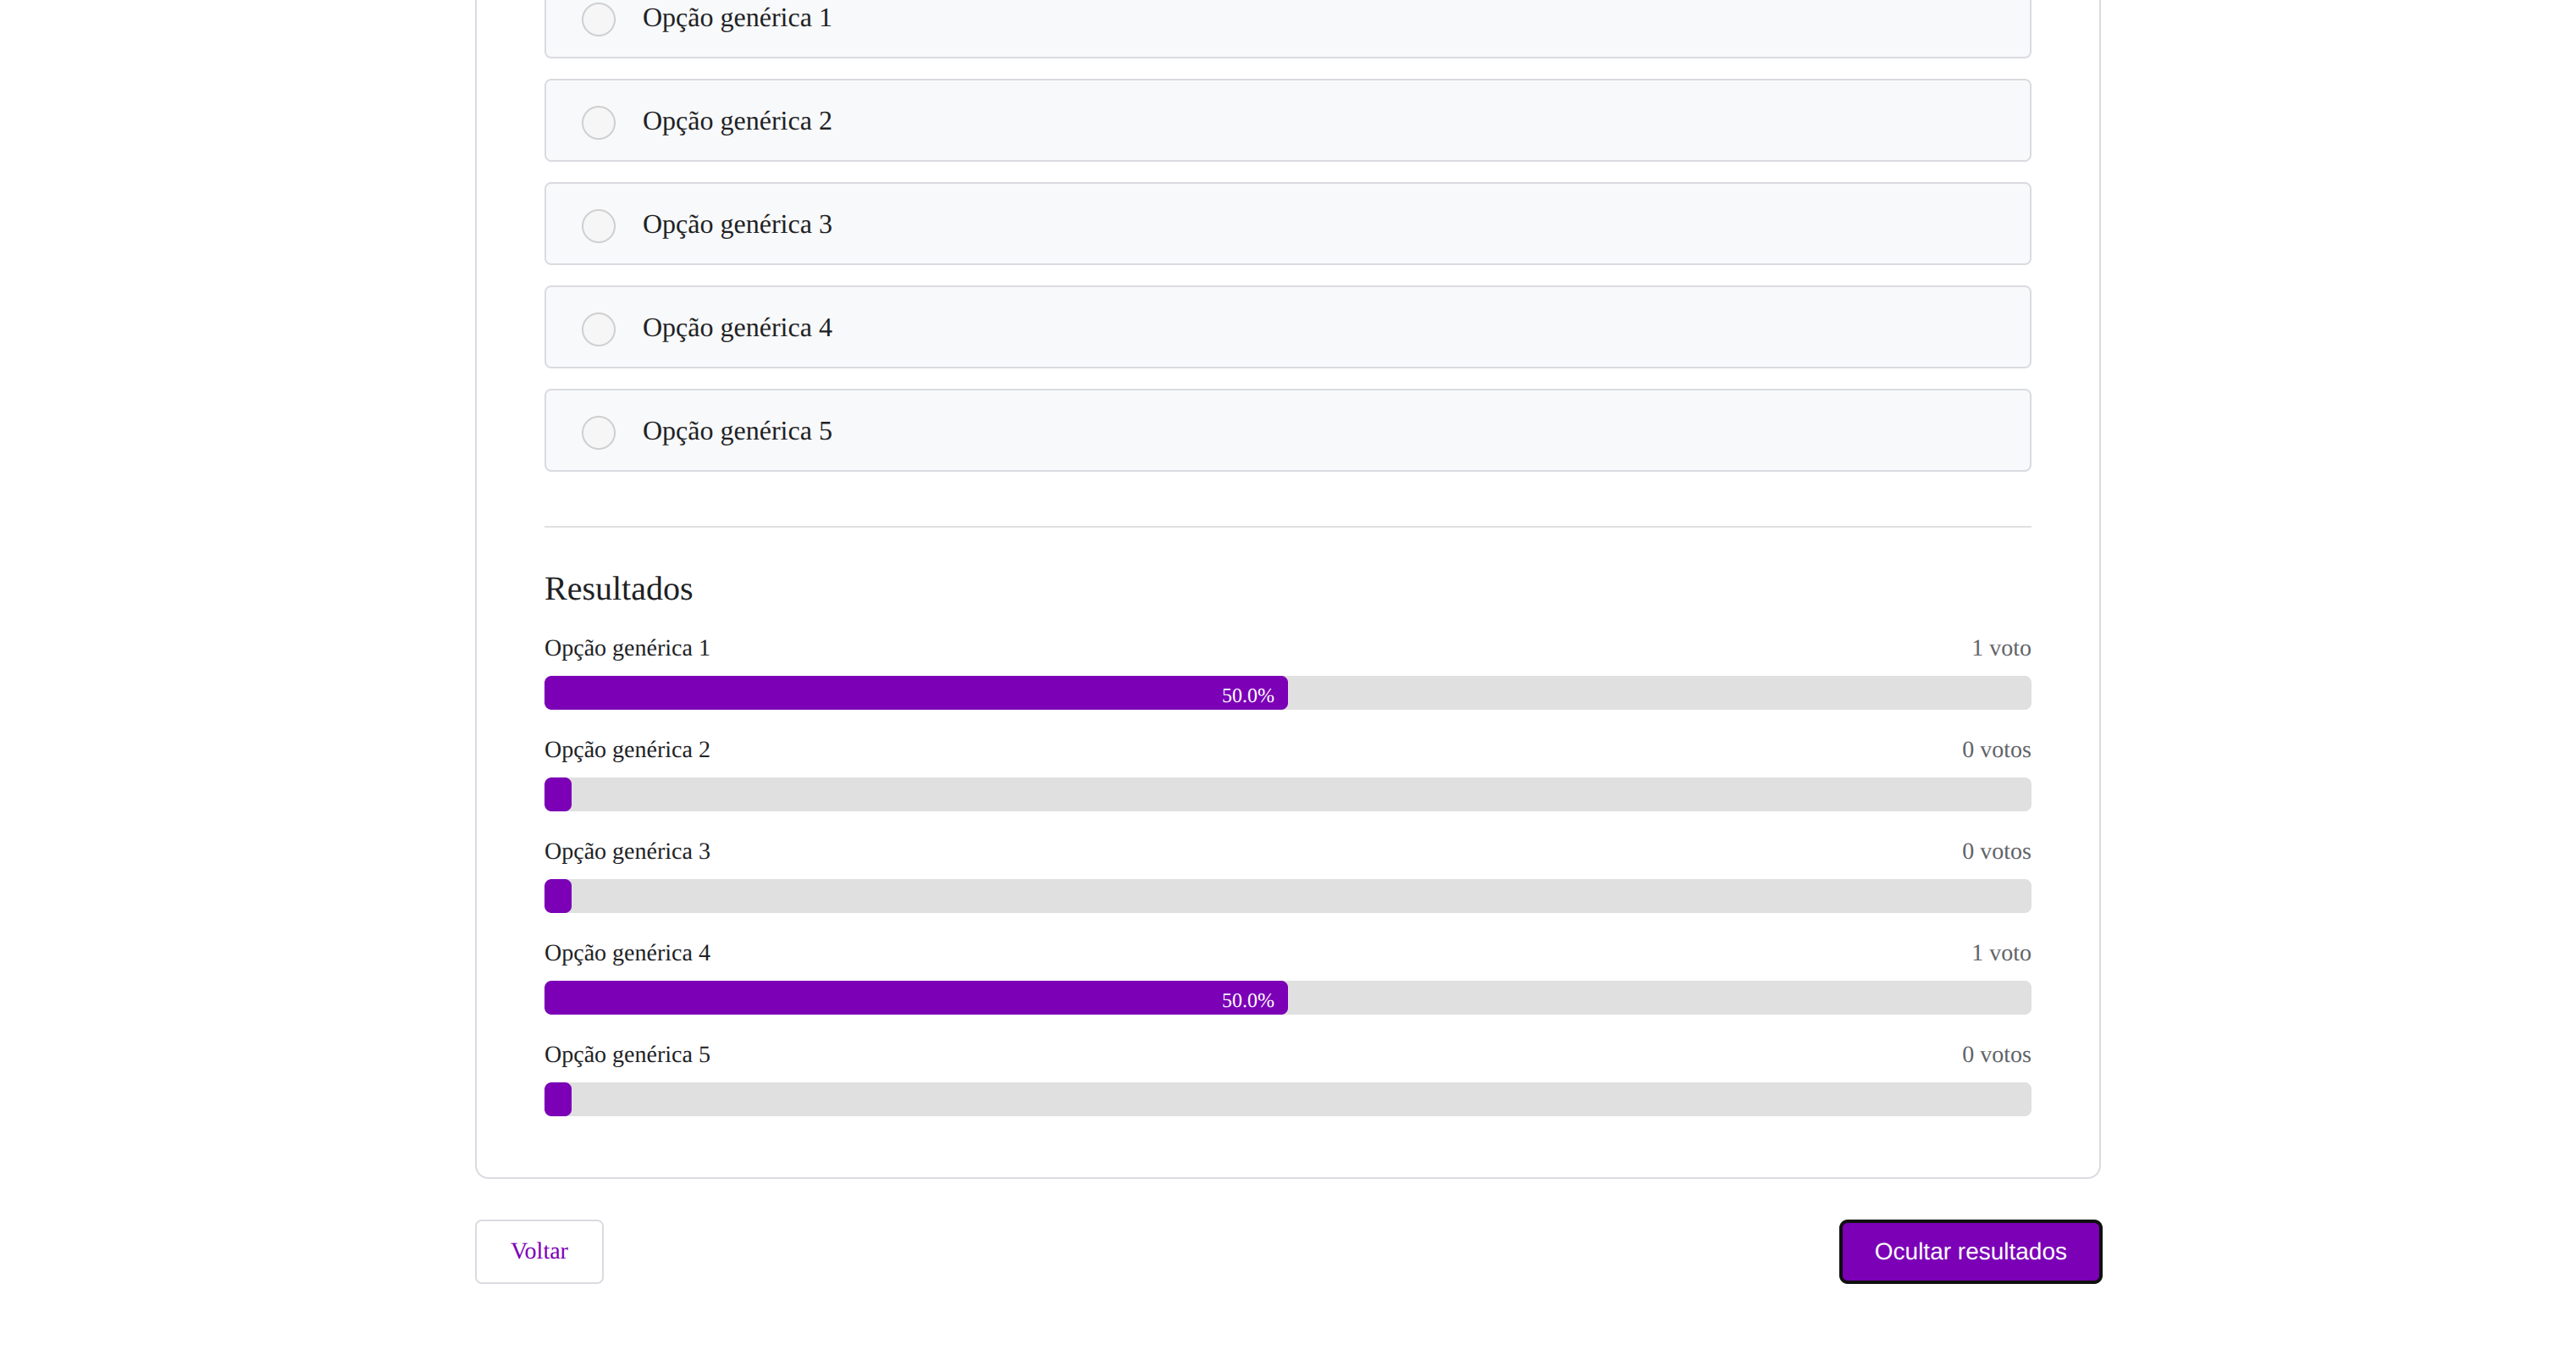 Opção genérica 1
Opção genérica 2
Opção genérica 3
Opção genérica 4
Opção genérica 5
Resultados
Opção genérica 1 1 voto
50.0%
Opção genérica 2 0 votos
Opção genérica 3 0 votos
Opção genérica 4 1 voto
50.0%
Opção genérica 5 0 votos
Voltar Ocultar resultados